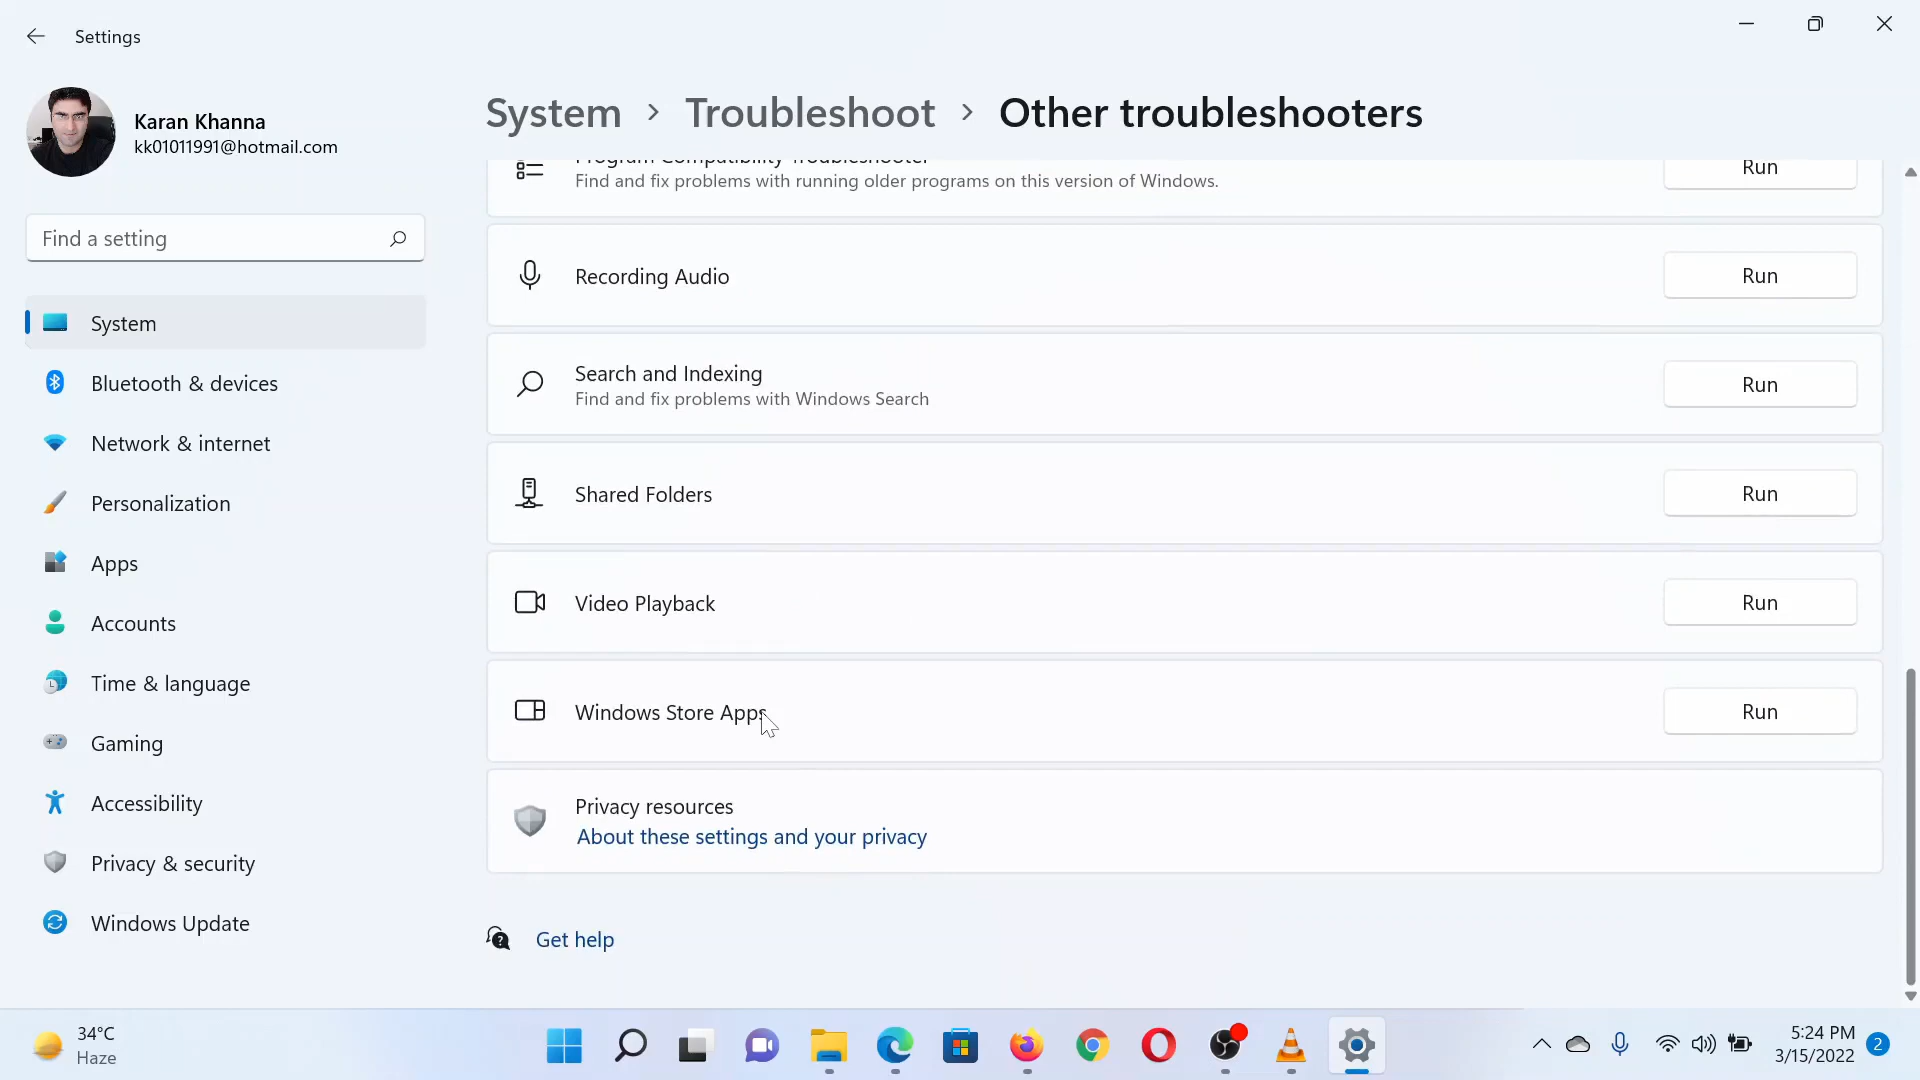 Settings
Karan Khanna
kk01011991@hotmail.com
Find a setting
System
Bluetooth & devices
Network & internet
Personalization
Apps
Accounts
Time & language
Gaming
Accessibility
Privacy & security
Windows Update
System > Troubleshoot > Other troubleshooters
Program Compatibility Troubleshooter
Find and fix problems with running older programs on this version of Windows.
Run
Recording Audio
Run
Search and Indexing
Find and fix problems with Windows Search
Run
Shared Folders
Run
Video Playback
Run
Windows Store Apps
Run
Privacy resources
About these settings and your privacy
Get help
34°C
Haze
5:24 PM
3/15/2022
2